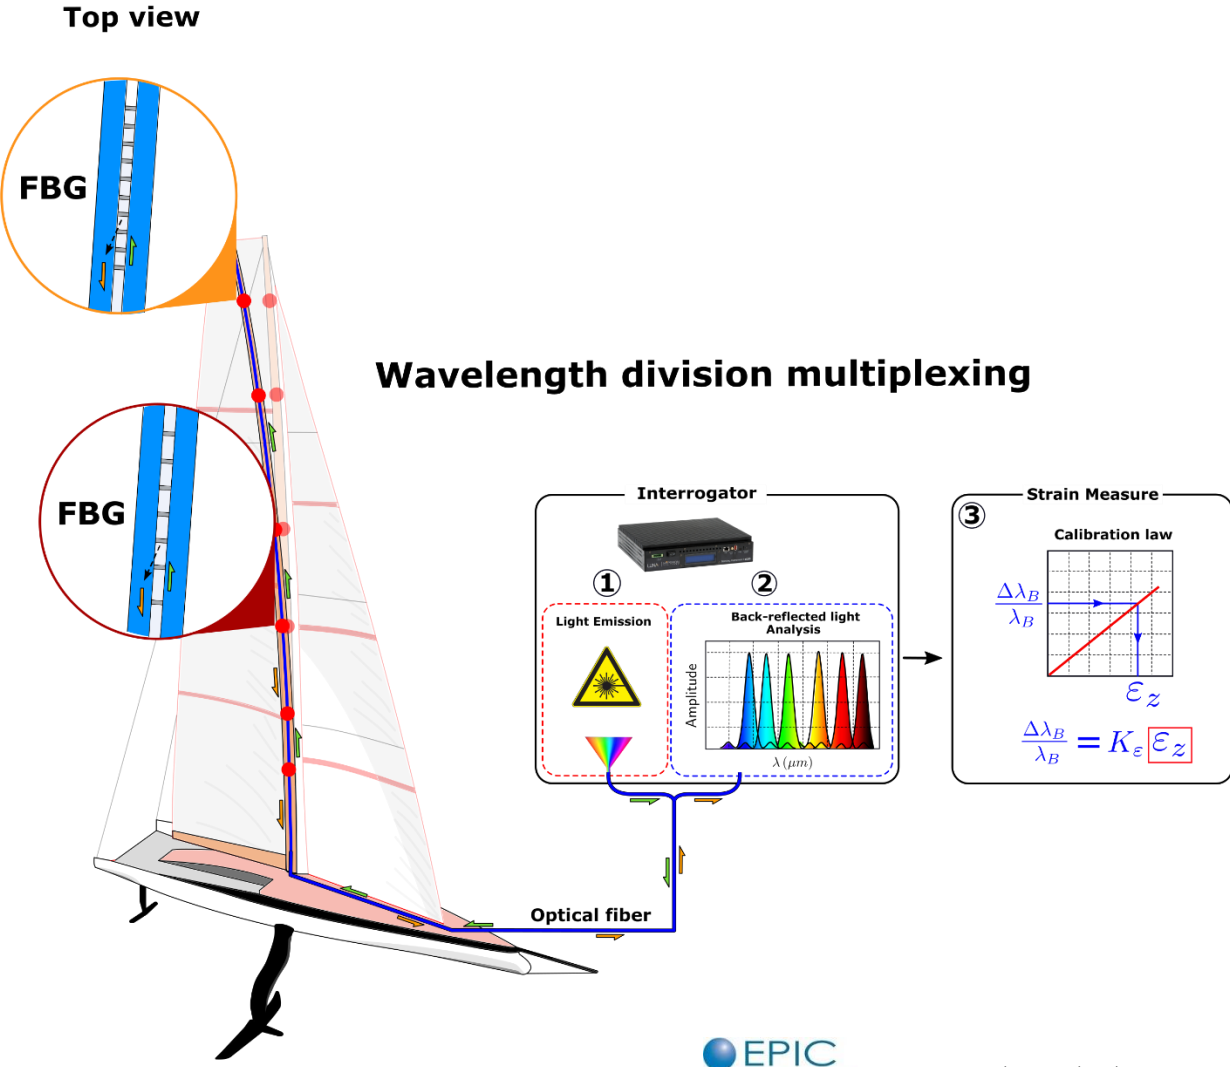 Top view
FBG
FBG
Wavelength division multiplexing
Interrogator
①
②
Light Emission
Back-reflected light
Analysis
Amplitude
λ (μm)
Strain Measure
③
Calibration law
Δλ_B / λ_B
ε_z
Δλ_B / λ_B = K_ε ε_z
Optical fiber
EPIC